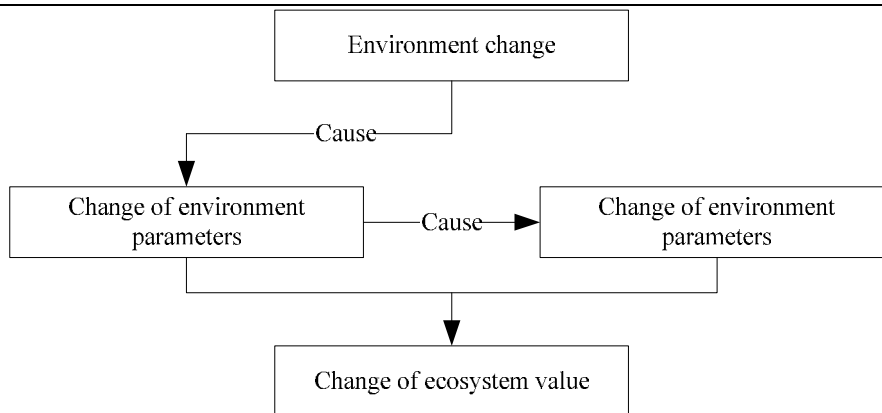 Environment change
Cause
Change of environment
parameters
Cause
Change of environment
parameters
Change of ecosystem value